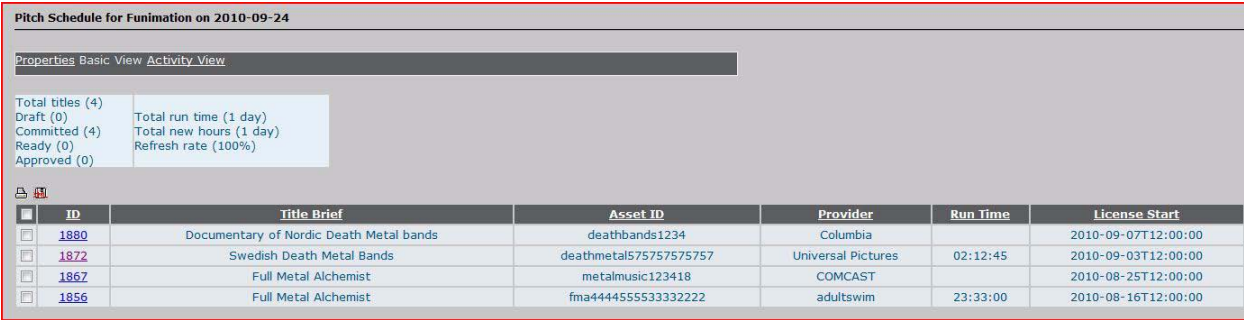 Pitch Schedule for Funimation on 2010-09-24
Properties Basic View Activity View
Total titles (4)
Draft (0)
Committed (4)
Ready (0)
Approved (0)
Total run time (1 day)
Total new hours (1 day)
Refresh rate (100%)
ID Title Brief Asset ID Provider Run Time License Start
1880 Documentary of Nordic Death Metal bands deathbands1234 Columbia 2010-09-07T12:00:00
1872 Swedish Death Metal Bands deathmetal575757575757 Universal Pictures 02:12:45 2010-09-03T12:00:00
1867 Full Metal Alchemist metalmusic123418 COMCAST 2010-08-25T12:00:00
1856 Full Metal Alchemist fma4444555533332222 adultswim 23:33:00 2010-08-16T12:00:00